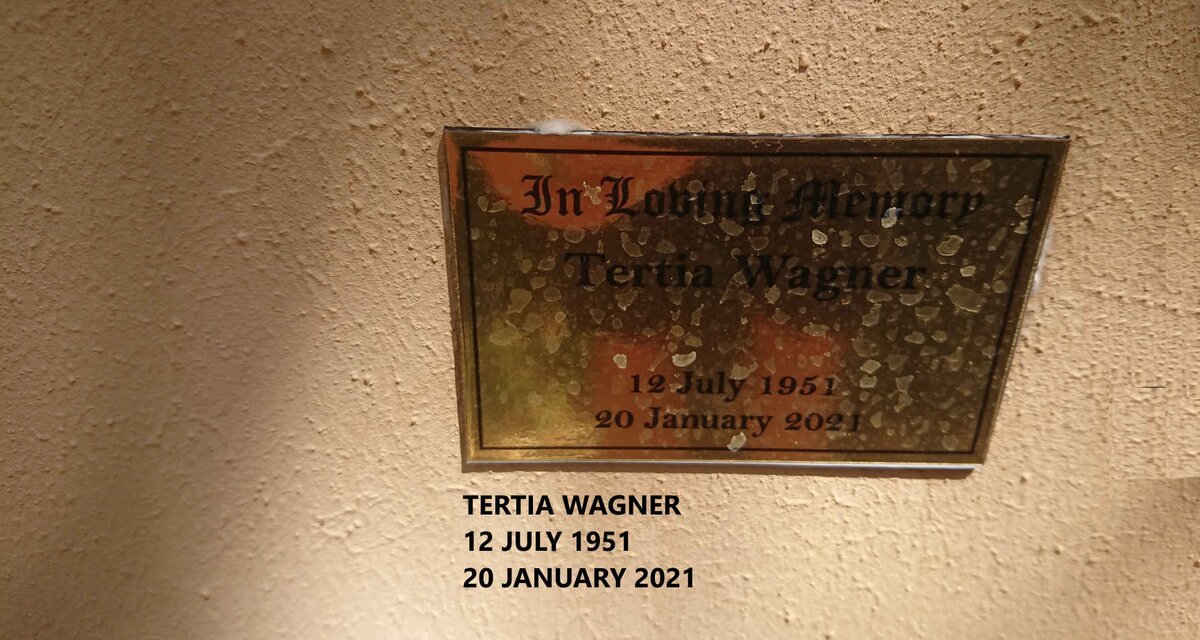 In Loving Memory
Tertia Wagner
12 July 1951
20 January 2021
TERTIA WAGNER
12 JULY 1951
20 JANUARY 2021